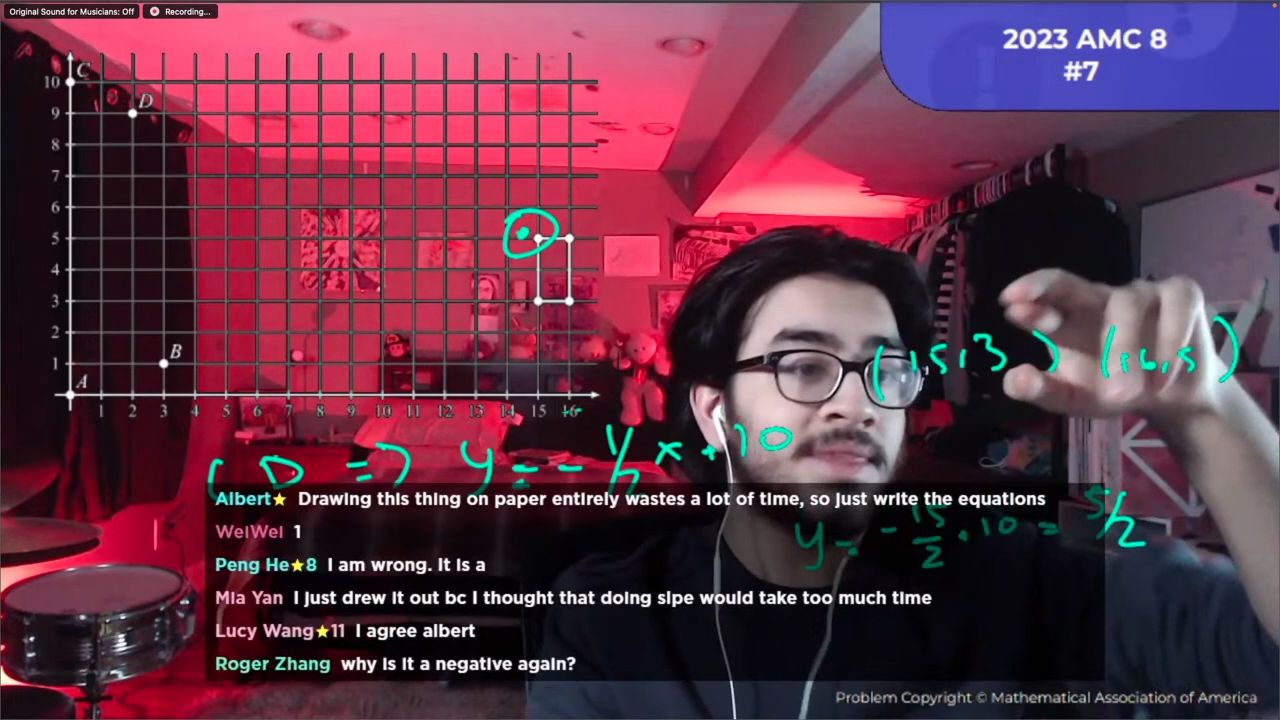 Original Sound for Musicians: Off
Recording...
2023 AMC 8
#7
10
C
9
D
8
7
6
5
4
3
2
1
B
A
1 2 3 4 5 6 7 8 9 10 11 12 13 14 15 16
(15,3) (16,5)
CD => y = -1/2x + 10
y = -15/2 + 10 = 5/2
Albert★ Drawing this thing on paper entirely wastes a lot of time, so just write the equations
WeiWei 1
Peng He★8 I am wrong. It is a
Mia Yan I just drew it out bc I thought that doing slpe would take too much time
Lucy Wang★11 I agree albert
Roger Zhang why is it a negative again?
Problem Copyright © Mathematical Association of America